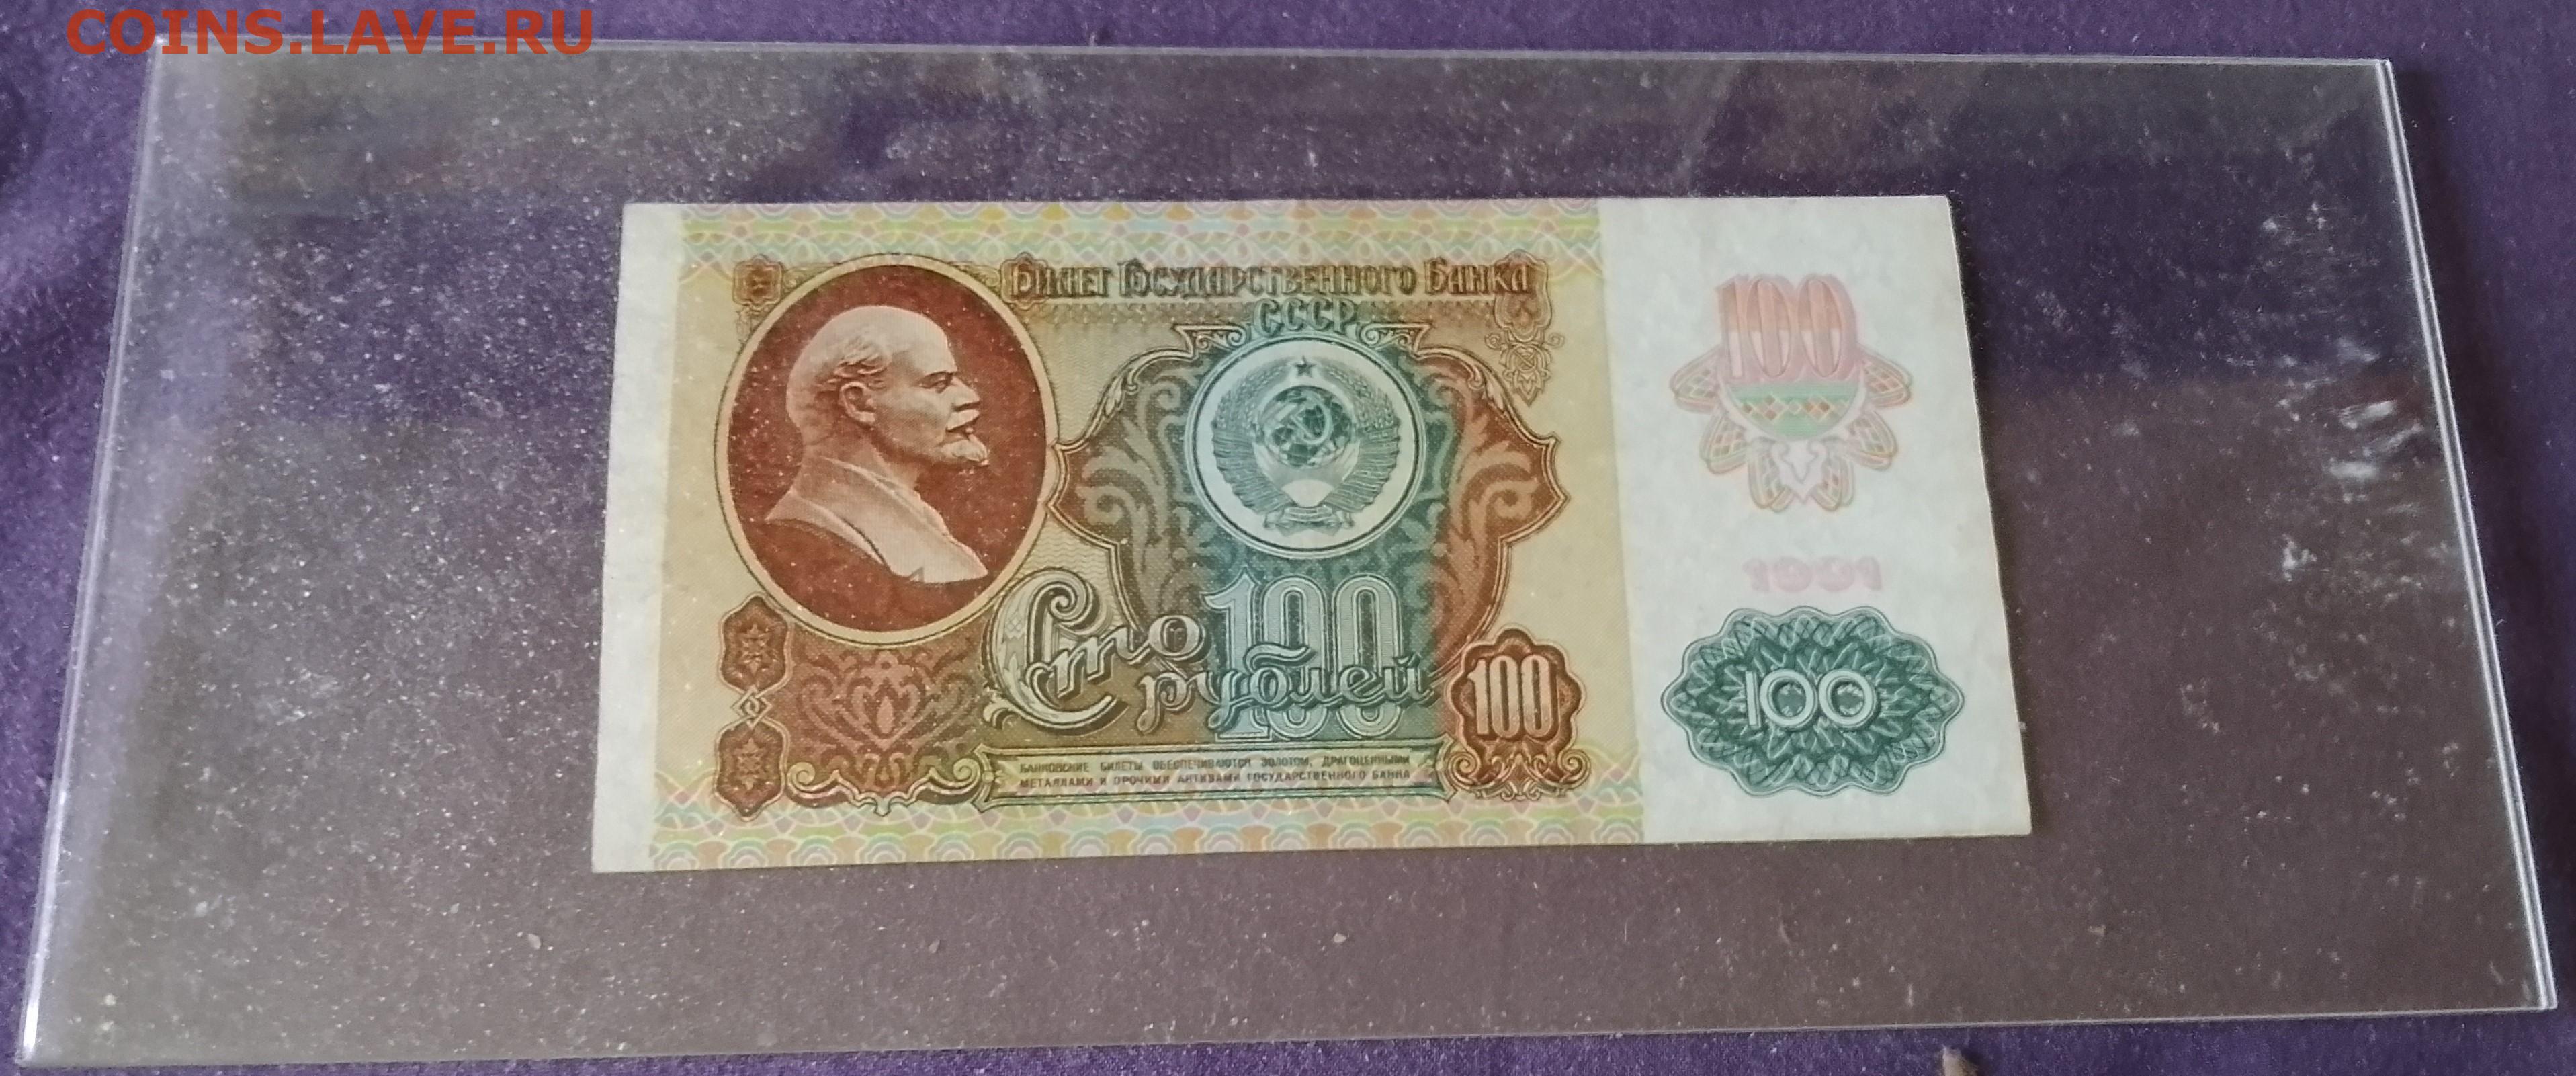 COINS.LAVE.RU
Билет Государственного Банка
СССР
100
Сто
рублей
100
100
100
БАНКОВСКИЕ БИЛЕТЫ ОБЕСПЕЧИВАЮТСЯ ЗОЛОТОМ, ДРАГОЦЕННЫМИ
МЕТАЛЛАМИ И ПРОЧИМИ АКТИВАМИ ГОСУДАРСТВЕННОГО БАНКА
100